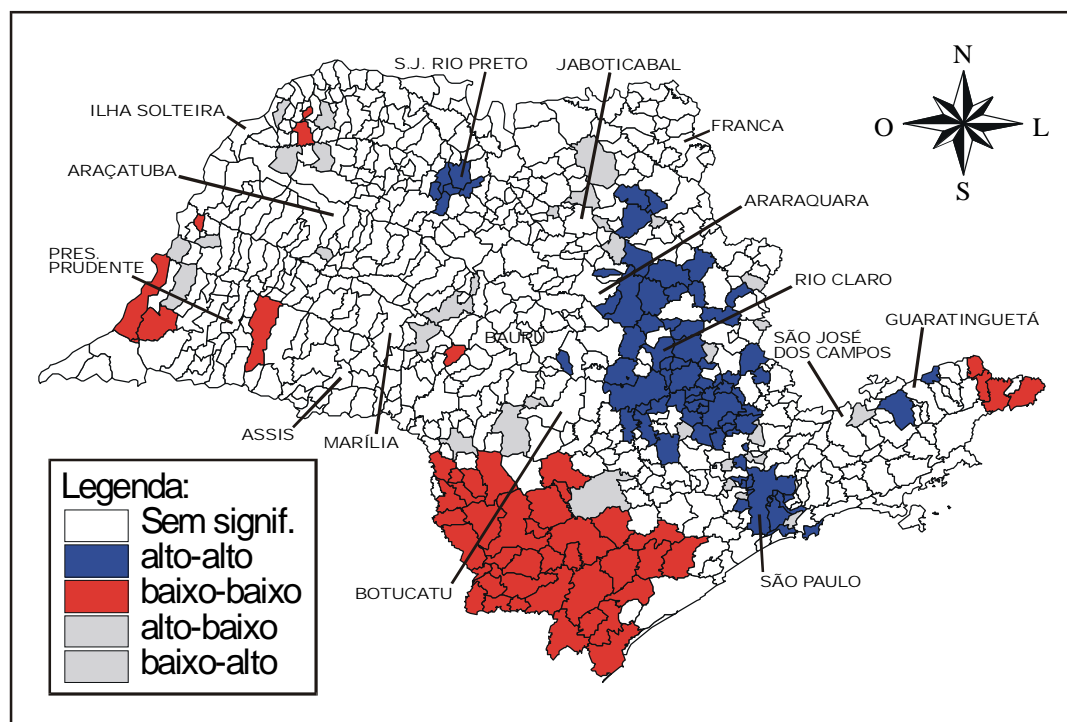 S.J. RIO PRETO
JABOTICABAL
N
ILHA SOLTEIRA
FRANCA
O
L
ARAÇATUBA
S
ARARAQUARA
PRES.
PRUDENTE
RIO CLARO
SÃO JOSÉ
DOS CAMPOS
GUARATINGUETÁ
BAURU
ASSIS
MARÍLIA
Legenda:
Sem signif.
alto-alto
baixo-baixo
alto-baixo
baixo-alto
BOTUCATU
SÃO PAULO